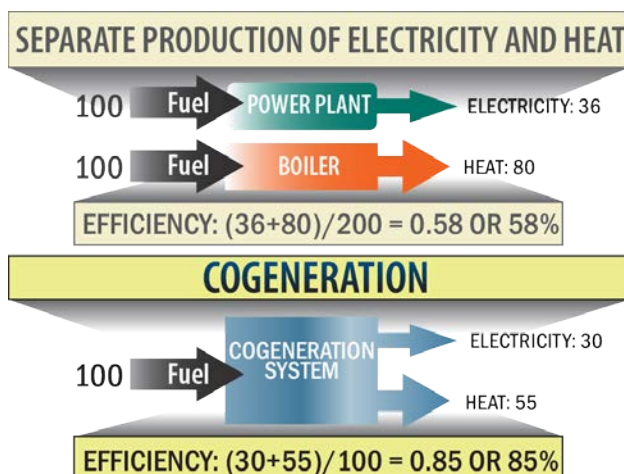 SEPARATE PRODUCTION OF ELECTRICITY AND HEAT
100 Fuel POWER PLANT ELECTRICITY: 36
100 Fuel BOILER HEAT: 80
EFFICIENCY: (36+80)/200 = 0.58 OR 58%
COGENERATION
ELECTRICITY: 30
100 Fuel COGENERATION
SYSTEM
HEAT: 55
EFFICIENCY: (30+55)/100 = 0.85 OR 85%